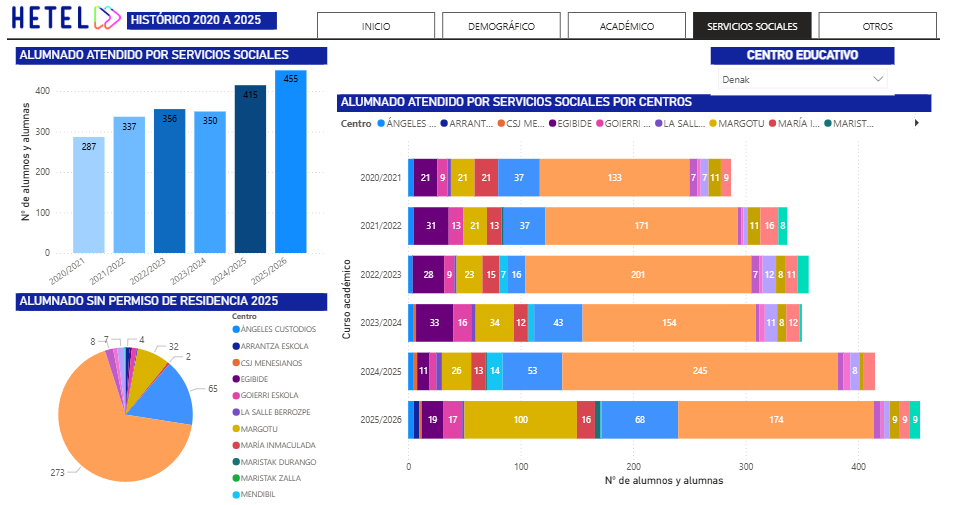 HETEL
HISTÓRICO 2020 A 2025
INICIO
DEMOGRÁFICO
ACADÉMICO
SERVICIOS SOCIALES
OTROS
ALUMNADO ATENDIDO POR SERVICIOS SOCIALES
Nº de alumnos y alumnas
400
300
200
100
0
287
337
356
350
415
455
2020/2021
2021/2022
2022/2023
2023/2024
2024/2025
2025/2026
CENTRO EDUCATIVO
Denak
ALUMNADO ATENDIDO POR SERVICIOS SOCIALES POR CENTROS
Centro ÁNGELES ... ARRANT... CSJ ME... EGIBIDE GOIERRI ... LA SALL... MARGOTU MARÍA I... MARIST...
Curso académico
2020/2021 21 9 21 21 37 133 7 7 11 9
2021/2022 31 13 21 13 37 171 11 16 8
2022/2023 28 9 23 15 7 16 201 7 12 8 11
2023/2024 33 16 34 12 43 154 11 8 12
2024/2025 11 26 13 14 53 245 8
2025/2026 19 17 100 16 68 174 9 9 9
0 100 200 300 400
Nº de alumnos y alumnas
ALUMNADO SIN PERMISO DE RESIDENCIA 2025
8
7
4
32
2
65
273
Centro
ÁNGELES CUSTODIOS
ARRANTZA ESKOLA
CSJ MENESIANOS
EGIBIDE
GOIERRI ESKOLA
LA SALLE BERROZPE
MARGOTU
MARÍA INMACULADA
MARISTAK DURANGO
MARISTAK ZALLA
MENDIBIL